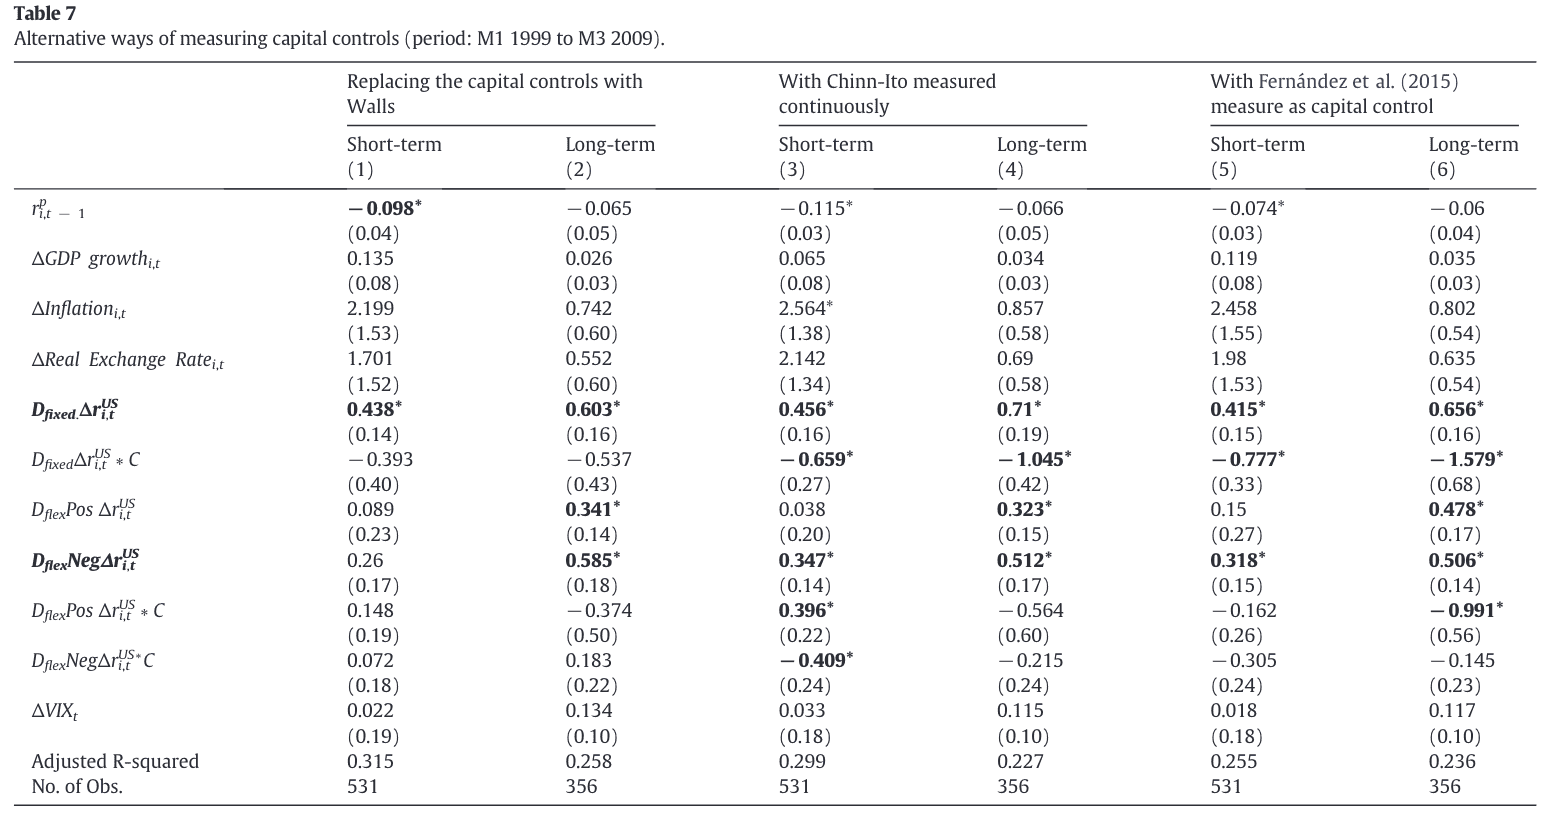 Table 7
Alternative ways of measuring capital controls (period: M1 1999 to M3 2009).
Replacing the capital controls with Walls | With Chinn-Ito measured continuously | With Fernández et al. (2015) measure as capital control
Short-term | Long-term | Short-term | Long-term | Short-term | Long-term
(1) | (2) | (3) | (4) | (5) | (6)
r^p_{i,t − 1} | −0.098* | −0.065 | −0.115* | −0.066 | −0.074* | −0.06
(0.04) | (0.05) | (0.03) | (0.05) | (0.03) | (0.04)
ΔGDP growth_{i,t} | 0.135 | 0.026 | 0.065 | 0.034 | 0.119 | 0.035
(0.08) | (0.03) | (0.08) | (0.03) | (0.08) | (0.03)
ΔInflation_{i,t} | 2.199 | 0.742 | 2.564* | 0.857 | 2.458 | 0.802
(1.53) | (0.60) | (1.38) | (0.58) | (1.55) | (0.54)
ΔReal Exchange Rate_{i,t} | 1.701 | 0.552 | 2.142 | 0.69 | 1.98 | 0.635
(1.52) | (0.60) | (1.34) | (0.58) | (1.53) | (0.54)
D_{fixed.}Δr^{US}_{i,t} | 0.438* | 0.603* | 0.456* | 0.71* | 0.415* | 0.656*
(0.14) | (0.16) | (0.16) | (0.19) | (0.15) | (0.16)
D_{fixed}Δr^{US}_{i,t} * C | −0.393 | −0.537 | −0.659* | −1.045* | −0.777* | −1.579*
(0.40) | (0.43) | (0.27) | (0.42) | (0.33) | (0.68)
D_{flex}Pos Δr^{US}_{i,t} | 0.089 | 0.341* | 0.038 | 0.323* | 0.15 | 0.478*
(0.23) | (0.14) | (0.20) | (0.15) | (0.27) | (0.17)
D_{flex}NegΔr^{US}_{i,t} | 0.26 | 0.585* | 0.347* | 0.512* | 0.318* | 0.506*
(0.17) | (0.18) | (0.14) | (0.17) | (0.15) | (0.14)
D_{flex}Pos Δr^{US}_{i,t} * C | 0.148 | −0.374 | 0.396* | −0.564 | −0.162 | −0.991*
(0.19) | (0.50) | (0.22) | (0.60) | (0.26) | (0.56)
D_{flex}NegΔr^{US*}_{i,t}C | 0.072 | 0.183 | −0.409* | −0.215 | −0.305 | −0.145
(0.18) | (0.22) | (0.24) | (0.24) | (0.24) | (0.23)
ΔVIX_t | 0.022 | 0.134 | 0.033 | 0.115 | 0.018 | 0.117
(0.19) | (0.10) | (0.18) | (0.10) | (0.18) | (0.10)
Adjusted R-squared | 0.315 | 0.258 | 0.299 | 0.227 | 0.255 | 0.236
No. of Obs. | 531 | 356 | 531 | 356 | 531 | 356